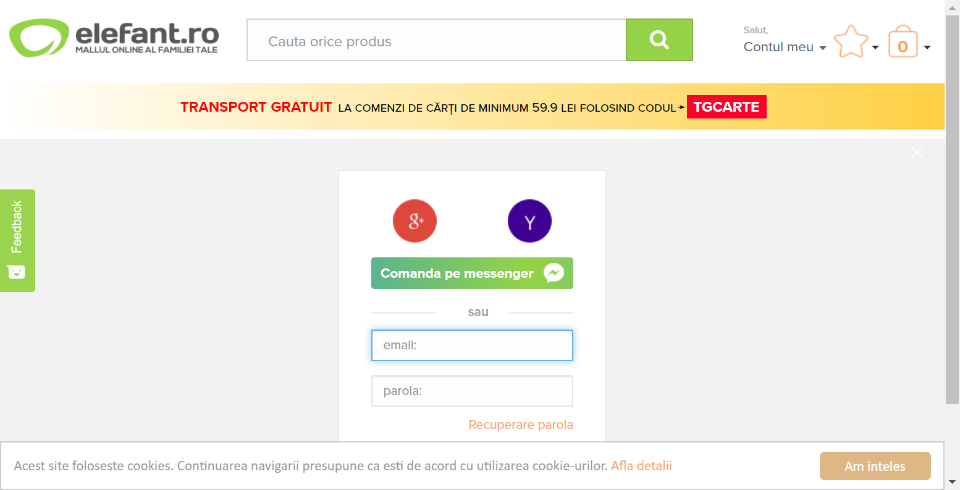 elefant.ro
MALLUL ONLINE AL FAMILIEI TALE
Cauta orice produs
Salut,
Contul meu
0
TRANSPORT GRATUIT LA COMENZI DE CĂRȚI DE MINIMUM 59.9 LEI FOLOSIND CODUL➛ TGCARTE
Feedback
g+
Y
Comanda pe messenger
sau
email:
parola:
Recuperare parola
Acest site foloseste cookies. Continuarea navigarii presupune ca esti de acord cu utilizarea cookie-urilor. Afla detalii
Am inteles